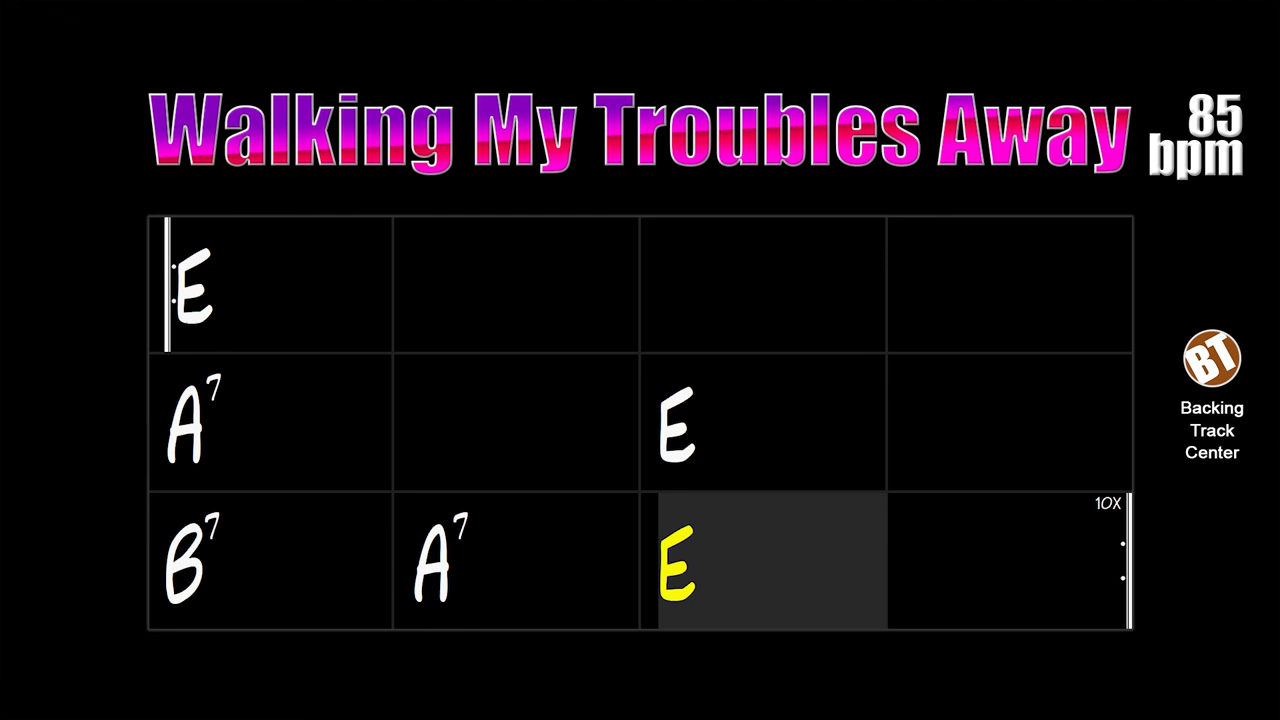 Walking My Troubles Away
85
bpm
E
A7 E
B7 A7 E
10X
BT
Backing
Track
Center